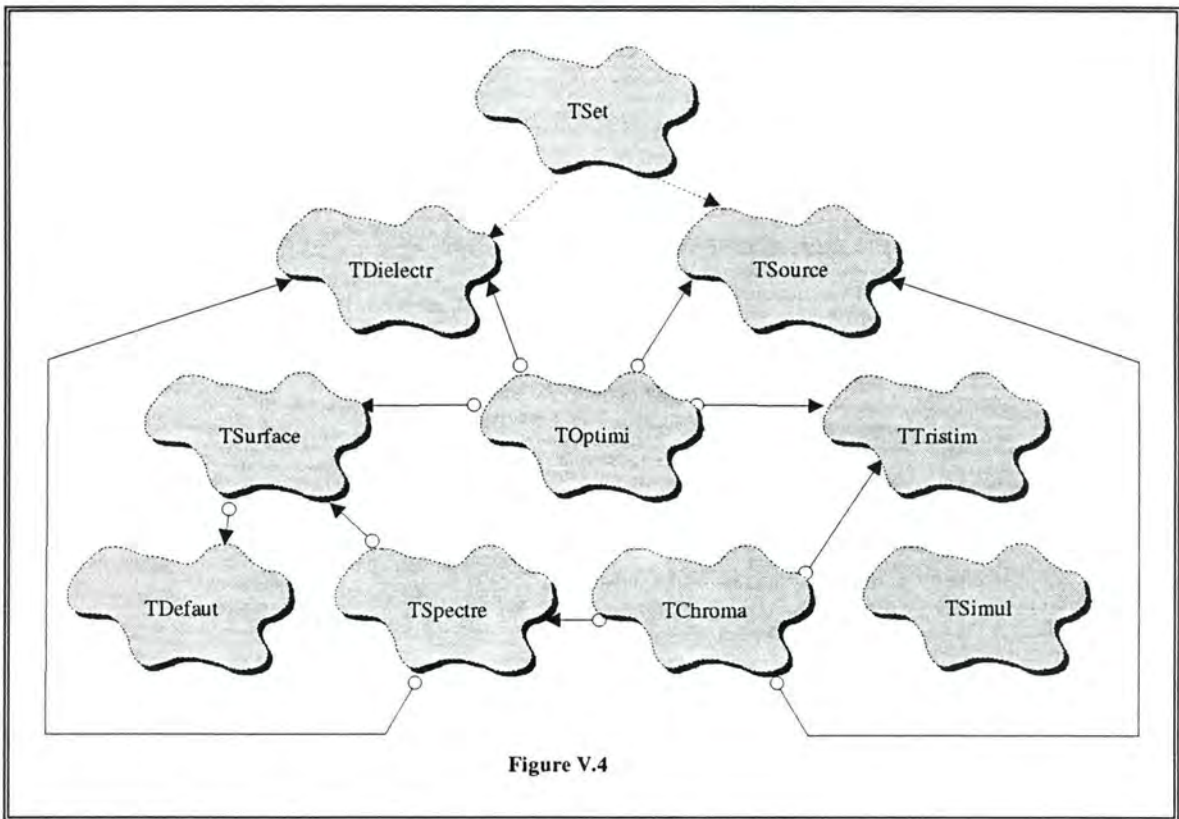 TSet
TDielectr
TSource
TSurface
TOptimi
TTristim
TDefaut
TSpectre
TChroma
TSimul
Figure V.4